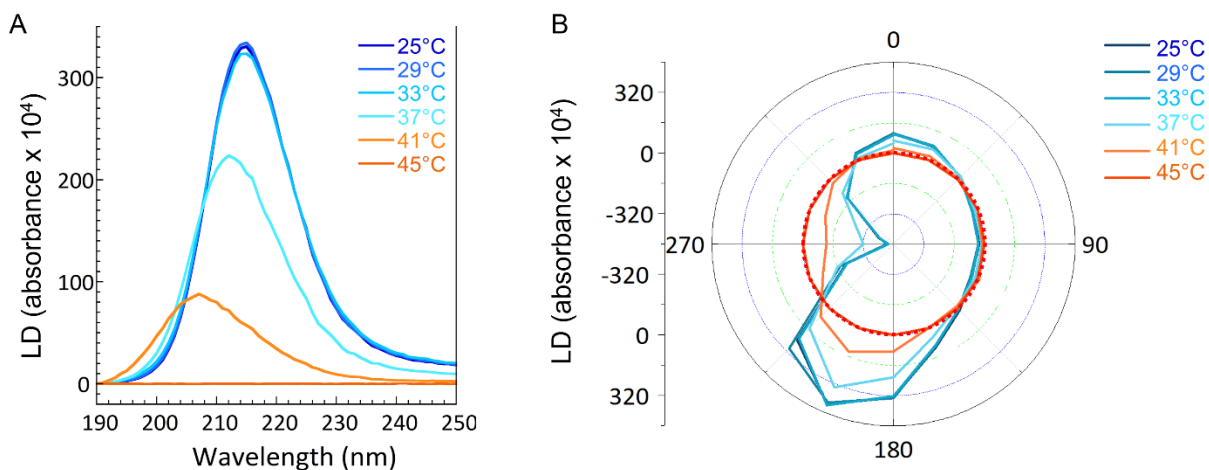 A
LD (absorbance x 10⁴)
300
200
100
0
190 200 210 220 230 240 250
Wavelength (nm)
25°C
29°C
33°C
37°C
41°C
45°C
B
LD (absorbance x 10⁴)
320
0
-320
-320
0
320
0
90
180
270
25°C
29°C
33°C
37°C
41°C
45°C